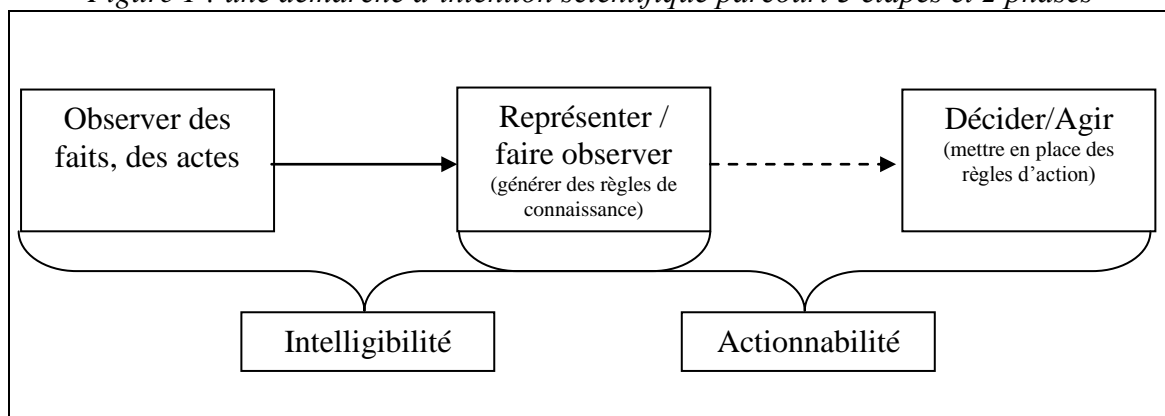 Figure 1 : une démarche d'intention scientifique parcourt 3 étapes et 2 phases
Observer des
faits, des actes
Représenter /
faire observer
(générer des règles de
connaissance)
Décider/Agir
(mettre en place des
règles d'action)
Intelligibilité
Actionnabilité